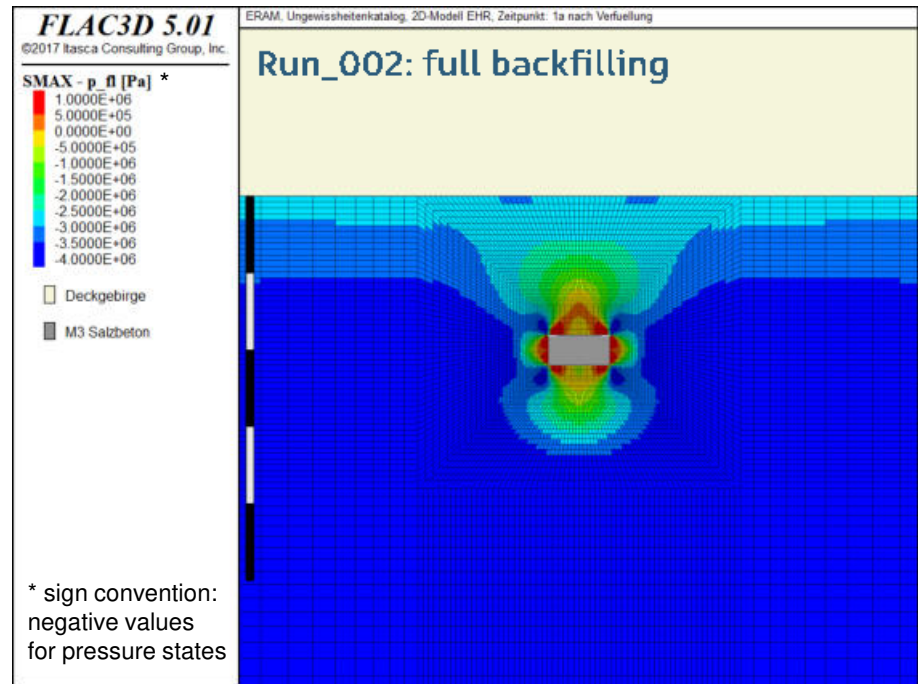 FLAC3D 5.01
©2017 Itasca Consulting Group, Inc.
SMAX - p_fl [Pa] *
1.0000E+06
5.0000E+05
0.0000E+00
-5.0000E+05
-1.0000E+06
-1.5000E+06
-2.0000E+06
-2.5000E+06
-3.0000E+06
-3.5000E+06
-4.0000E+06
Deckgebirge
M3 Salzbeton
* sign convention:
negative values
for pressure states
ERAM, Ungewissheitenkatalog, 2D-Modell EHR, Zeitpunkt: 1a nach Verfuellung
Run_002: full backfilling